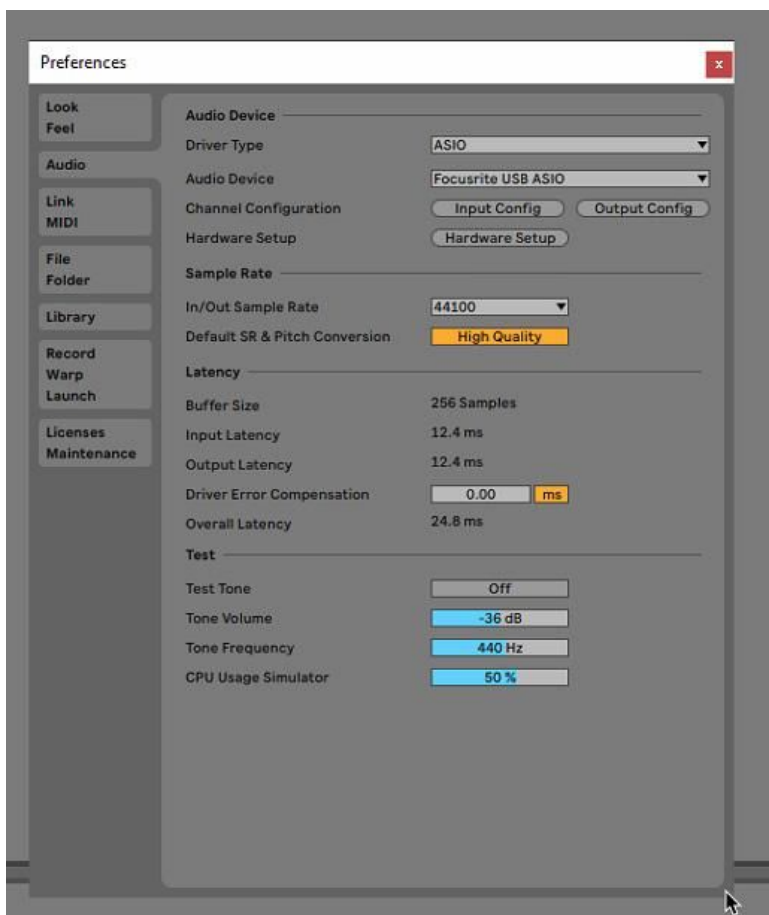 Preferences
x
Look
Feel
Audio
Link
MIDI
File
Folder
Library
Record
Warp
Launch
Licenses
Maintenance
Audio Device
Driver Type ASIO
Audio Device Focusrite USB ASIO
Channel Configuration Input Config Output Config
Hardware Setup Hardware Setup
Sample Rate
In/Out Sample Rate 44100
Default SR & Pitch Conversion High Quality
Latency
Buffer Size 256 Samples
Input Latency 12.4 ms
Output Latency 12.4 ms
Driver Error Compensation 0.00 ms
Overall Latency 24.8 ms
Test
Test Tone Off
Tone Volume -36 dB
Tone Frequency 440 Hz
CPU Usage Simulator 50 %